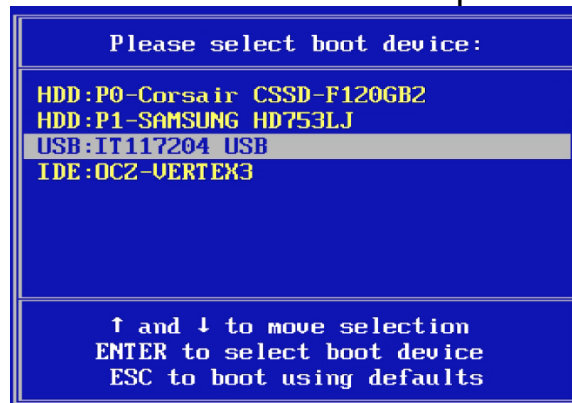 Please select boot device:
HDD:P0-Corsair CSSD-F120GB2
HDD:P1-SAMSUNG HD753LJ
USB:IT117204 USB
IDE:OCZ-VERTEX3
↑ and ↓ to move selection
ENTER to select boot device
ESC to boot using defaults